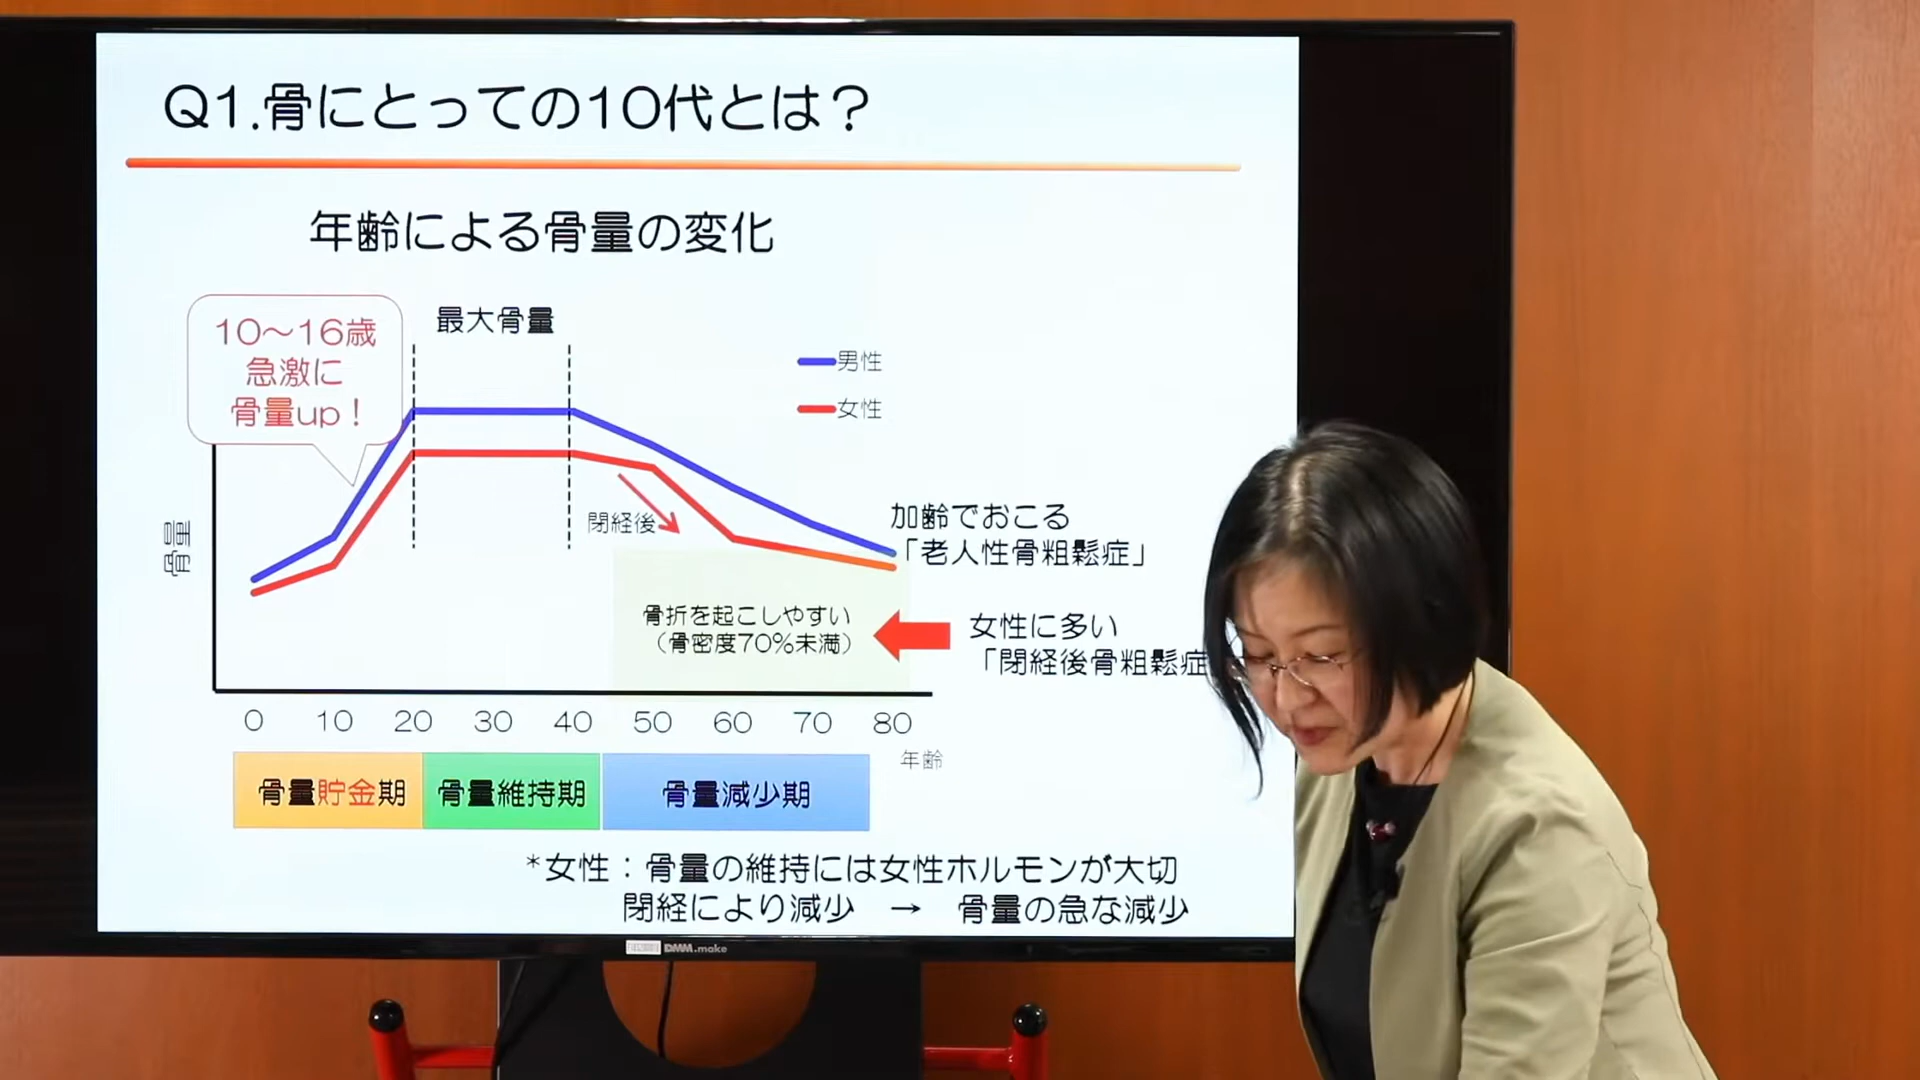 Q1.骨にとっての10代とは？
年齢による骨量の変化
10～16歳
急激に
骨量up！
最大骨量
男性
女性
骨量
閉経後
加齢でおこる
「老人性骨粗鬆症」
骨折を起こしやすい
（骨密度70%未満）
女性に多い
「閉経後骨粗鬆症
0 10 20 30 40 50 60 70 80
年齢
骨量貯金期 骨量維持期 骨量減少期
*女性：骨量の維持には女性ホルモンが大切
閉経により減少 → 骨量の急な減少
DMM.make